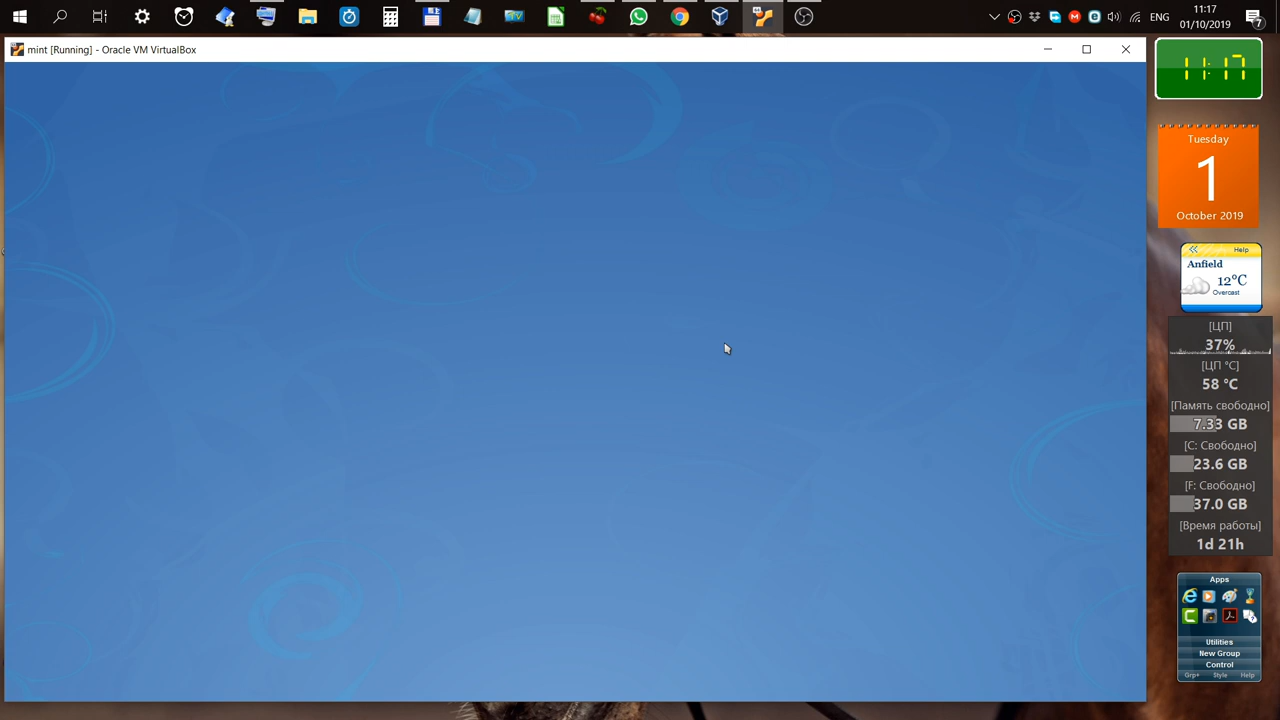 11:17
ENG
01/10/2019
7
mint [Running] - Oracle VM VirtualBox
11:17
Tuesday
1
October 2019
Help
Anfield
12°C
Overcast
[ЦП]
37%
[ЦП °C]
58 °C
[Память свободно]
7.33 GB
[C: Свободно]
23.6 GB
[F: Свободно]
37.0 GB
[Время работы]
1d 21h
Apps
Utilities
New Group
Control
Grp+ Style Help